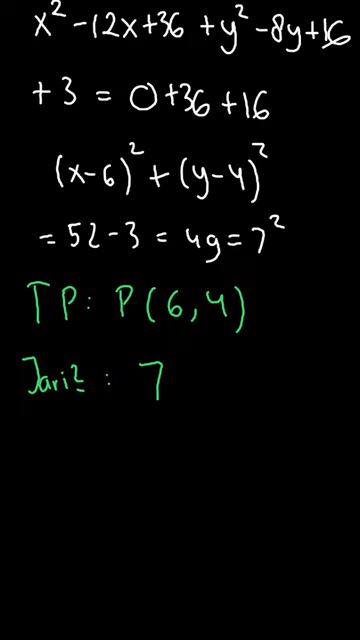 x² - 12x + 36 + y² - 8y + 16
+ 3 = 0 + 36 + 16
(x - 6)² + (y - 4)²
= 52 - 3 = 49 = 7²
TP : P(6, 4)
Jari² : 7